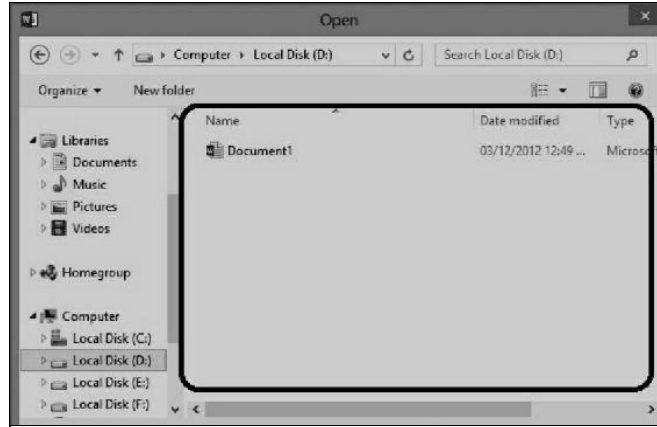 Open
Computer Local Disk (D:) Search Local Disk (D:)
Organize New folder
Name Date modified Type
Document1 03/12/2012 12:49 ... Microsof
Libraries
Documents
Music
Pictures
Videos
Homegroup
Computer
Local Disk (C:)
Local Disk (D:)
Local Disk (E:)
Local Disk (F:)